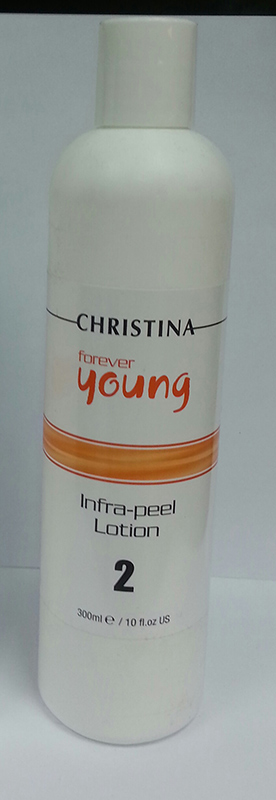 CHRISTINA
forever
young
Infra-peel
Lotion
2
300ml e / 10 fl.oz US